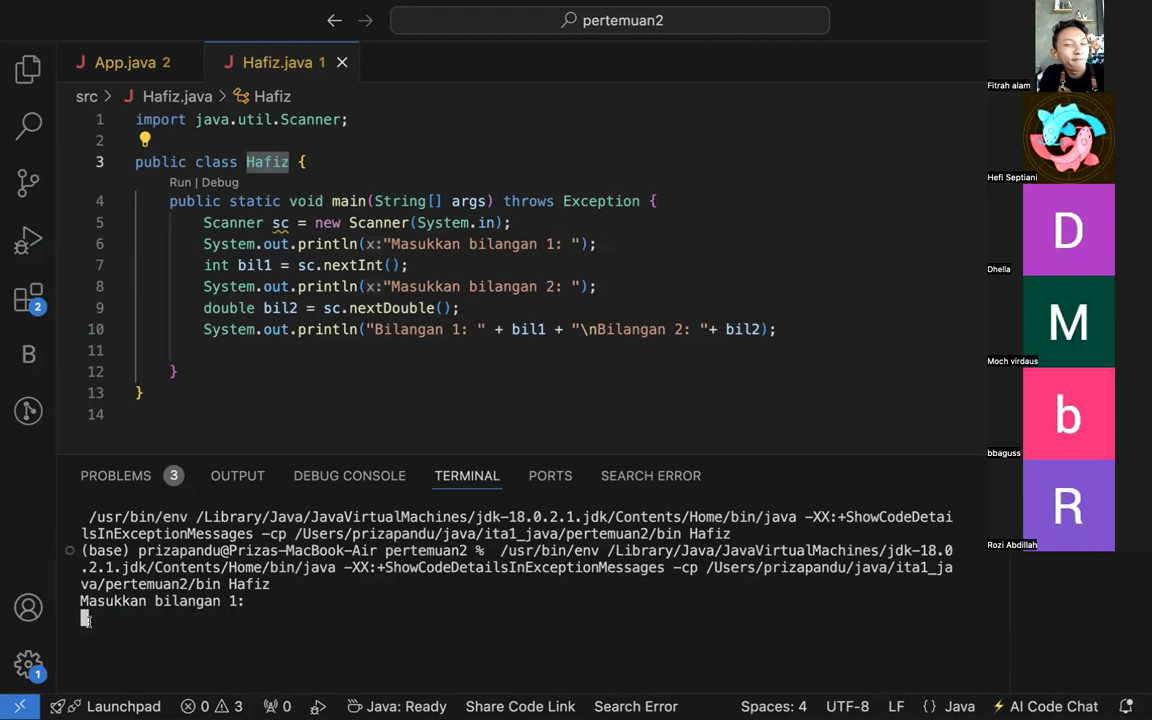 pertemuan2
App.java 2
Hafiz.java 1
src > Hafiz.java > Hafiz
1 import java.util.Scanner;
2
3 public class Hafiz {
Run | Debug
4 public static void main(String[] args) throws Exception {
5 Scanner sc = new Scanner(System.in);
6 System.out.println(x:"Masukkan bilangan 1: ");
7 int bil1 = sc.nextInt();
8 System.out.println(x:"Masukkan bilangan 2: ");
9 double bil2 = sc.nextDouble();
10 System.out.println("Bilangan 1: " + bil1 + "\nBilangan 2: "+ bil2);
11
12 }
13 }
14
2
B
1
PROBLEMS 3 OUTPUT DEBUG CONSOLE TERMINAL PORTS SEARCH ERROR
/usr/bin/env /Library/Java/JavaVirtualMachines/jdk-18.0.2.1.jdk/Contents/Home/bin/java -XX:+ShowCodeDetai
lsInExceptionMessages -cp /Users/prizapandu/java/ita1_java/pertemuan2/bin Hafiz
(base) prizapandu@Prizas-MacBook-Air pertemuan2 % /usr/bin/env /Library/Java/JavaVirtualMachines/jdk-18.0
.2.1.jdk/Contents/Home/bin/java -XX:+ShowCodeDetailsInExceptionMessages -cp /Users/prizapandu/java/ita1_ja
va/pertemuan2/bin Hafiz
Masukkan bilangan 1:
Launchpad 0 3 0 Java: Ready Share Code Link Search Error Spaces: 4 UTF-8 LF {} Java AI Code Chat
Fitrah alam
Hefi Septiani
D
Dhella
M
Moch virdaus
b
bbaguss
R
Rozi Abdillah